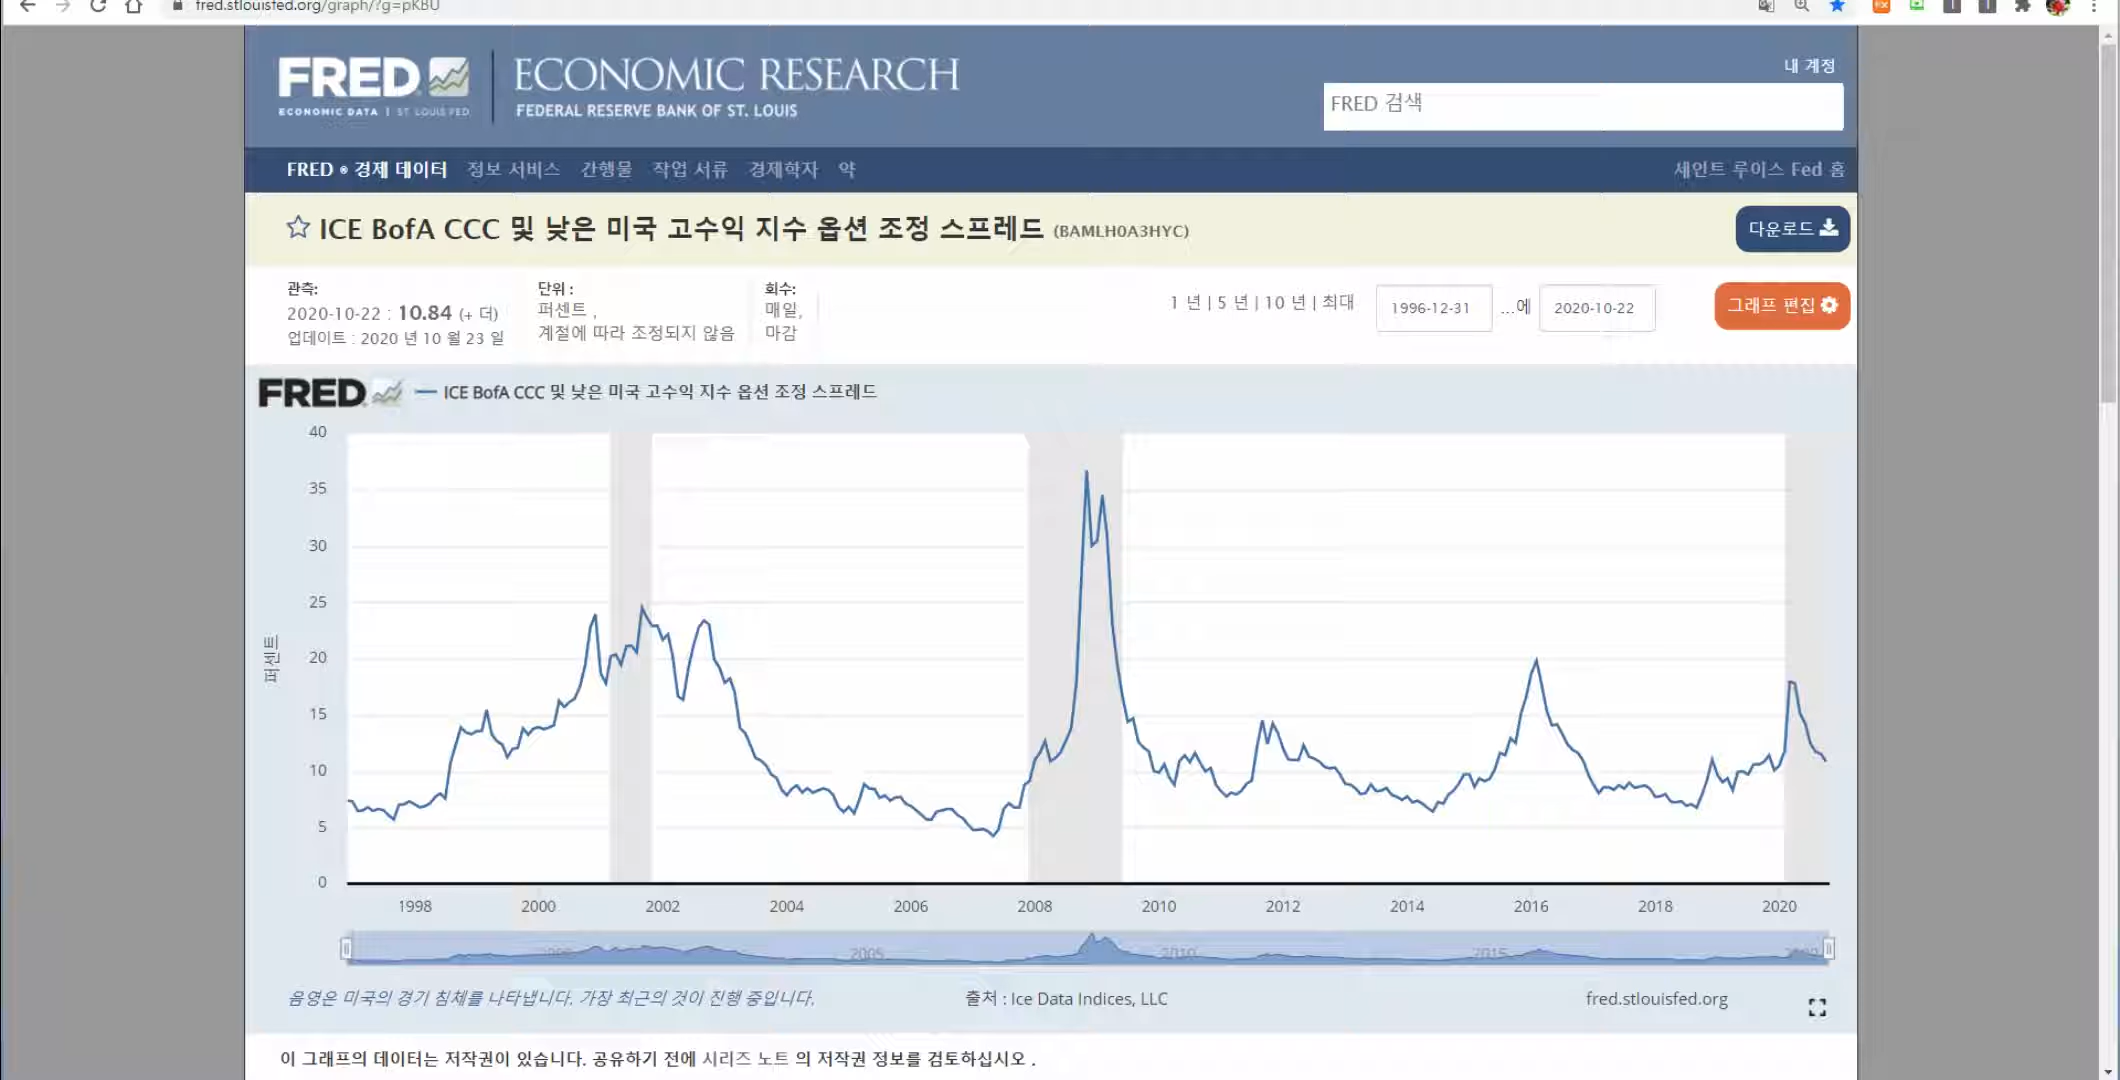 fred.stlouisfed.org/graph/?g=pKBU
FRED
ECONOMIC DATA | ST. LOUIS FED
ECONOMIC RESEARCH
FEDERAL RESERVE BANK OF ST. LOUIS
내 계정
FRED 검색
FRED 경제 데이터 정보 서비스 간행물 작업 서류 경제학자 약 세인트 루이스 Fed 홈
ICE BofA CCC 및 낮은 미국 고수익 지수 옵션 조정 스프레드 (BAMLH0A3HYC)
다운로드
관측:
2020-10-22 : 10.84 (+ 더)
업데이트 : 2020 년 10 월 23 일
단위 :
퍼센트 ,
계절에 따라 조정되지 않음
회수:
매일,
마감
1 년 | 5 년 | 10 년 | 최대 1996-12-31 ...에 2020-10-22
그래프 편집
FRED ICE BofA CCC 및 낮은 미국 고수익 지수 옵션 조정 스프레드
40
35
30
25
20
15
10
5
0
퍼센트
1998 2000 2002 2004 2006 2008 2010 2012 2014 2016 2018 2020
2005 2010 2015
음영은 미국의 경기 침체를 나타냅니다. 가장 최근의 것이 진행 중입니다.
출처 : Ice Data Indices, LLC
fred.stlouisfed.org
이 그래프의 데이터는 저작권이 있습니다. 공유하기 전에 시리즈 노트 의 저작권 정보를 검토하십시오 .